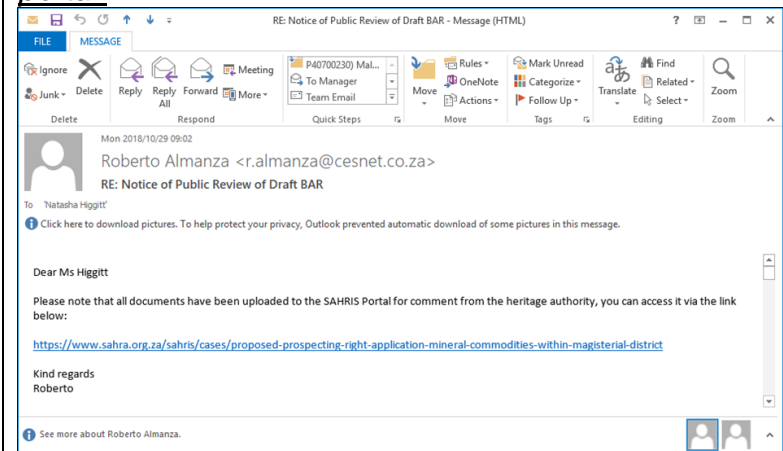 RE: Notice of Public Review of Draft BAR - Message (HTML)
FILE MESSAGE
Ignore
Junk
Delete
Reply
Reply All
Forward
Meeting
More
P40700230) Mal...
To Manager
Team Email
Move
Rules
OneNote
Actions
Mark Unread
Categorize
Follow Up
Translate
Find
Related
Select
Zoom
Delete Respond Quick Steps Move Tags Editing Zoom
Mon 2018/10/29 09:02
Roberto Almanza <r.almanza@cesnet.co.za>
RE: Notice of Public Review of Draft BAR
To 'Natasha Higgitt'
Click here to download pictures. To help protect your privacy, Outlook prevented automatic download of some pictures in this message.
Dear Ms Higgitt
Please note that all documents have been uploaded to the SAHRIS Portal for comment from the heritage authority, you can access it via the link
below:
https://www.sahra.org.za/sahris/cases/proposed-prospecting-right-application-mineral-commodities-within-magisterial-district
Kind regards
Roberto
See more about Roberto Almanza.